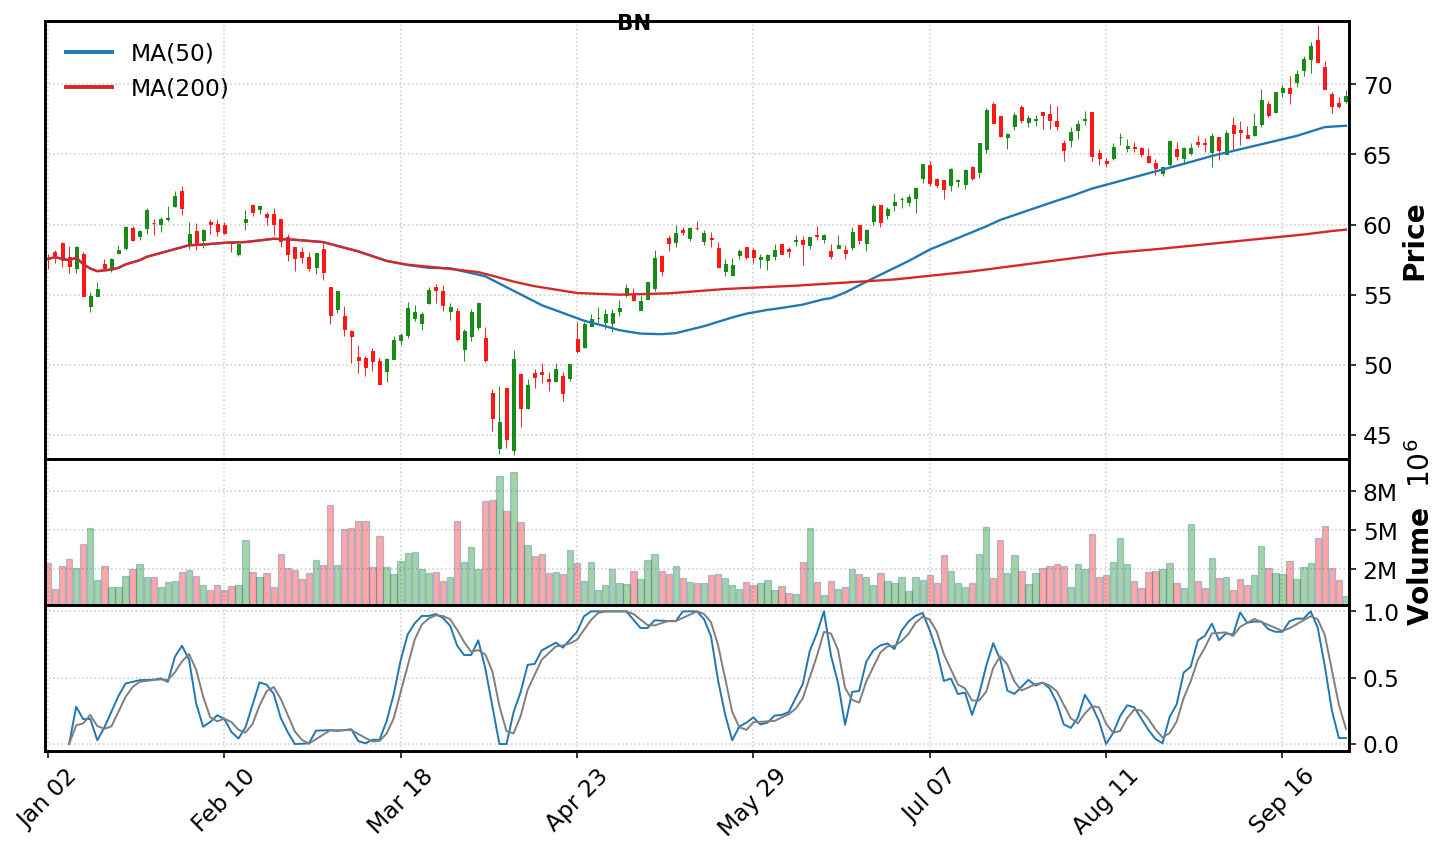 BN
MA(50)
MA(200)
70
65
60
55
50
45
Price
8M
5M
2M
Volume 10^6
1.0
0.5
0.0
Jan 02
Feb 10
Mar 18
Apr 23
May 29
Jul 07
Aug 11
Sep 16